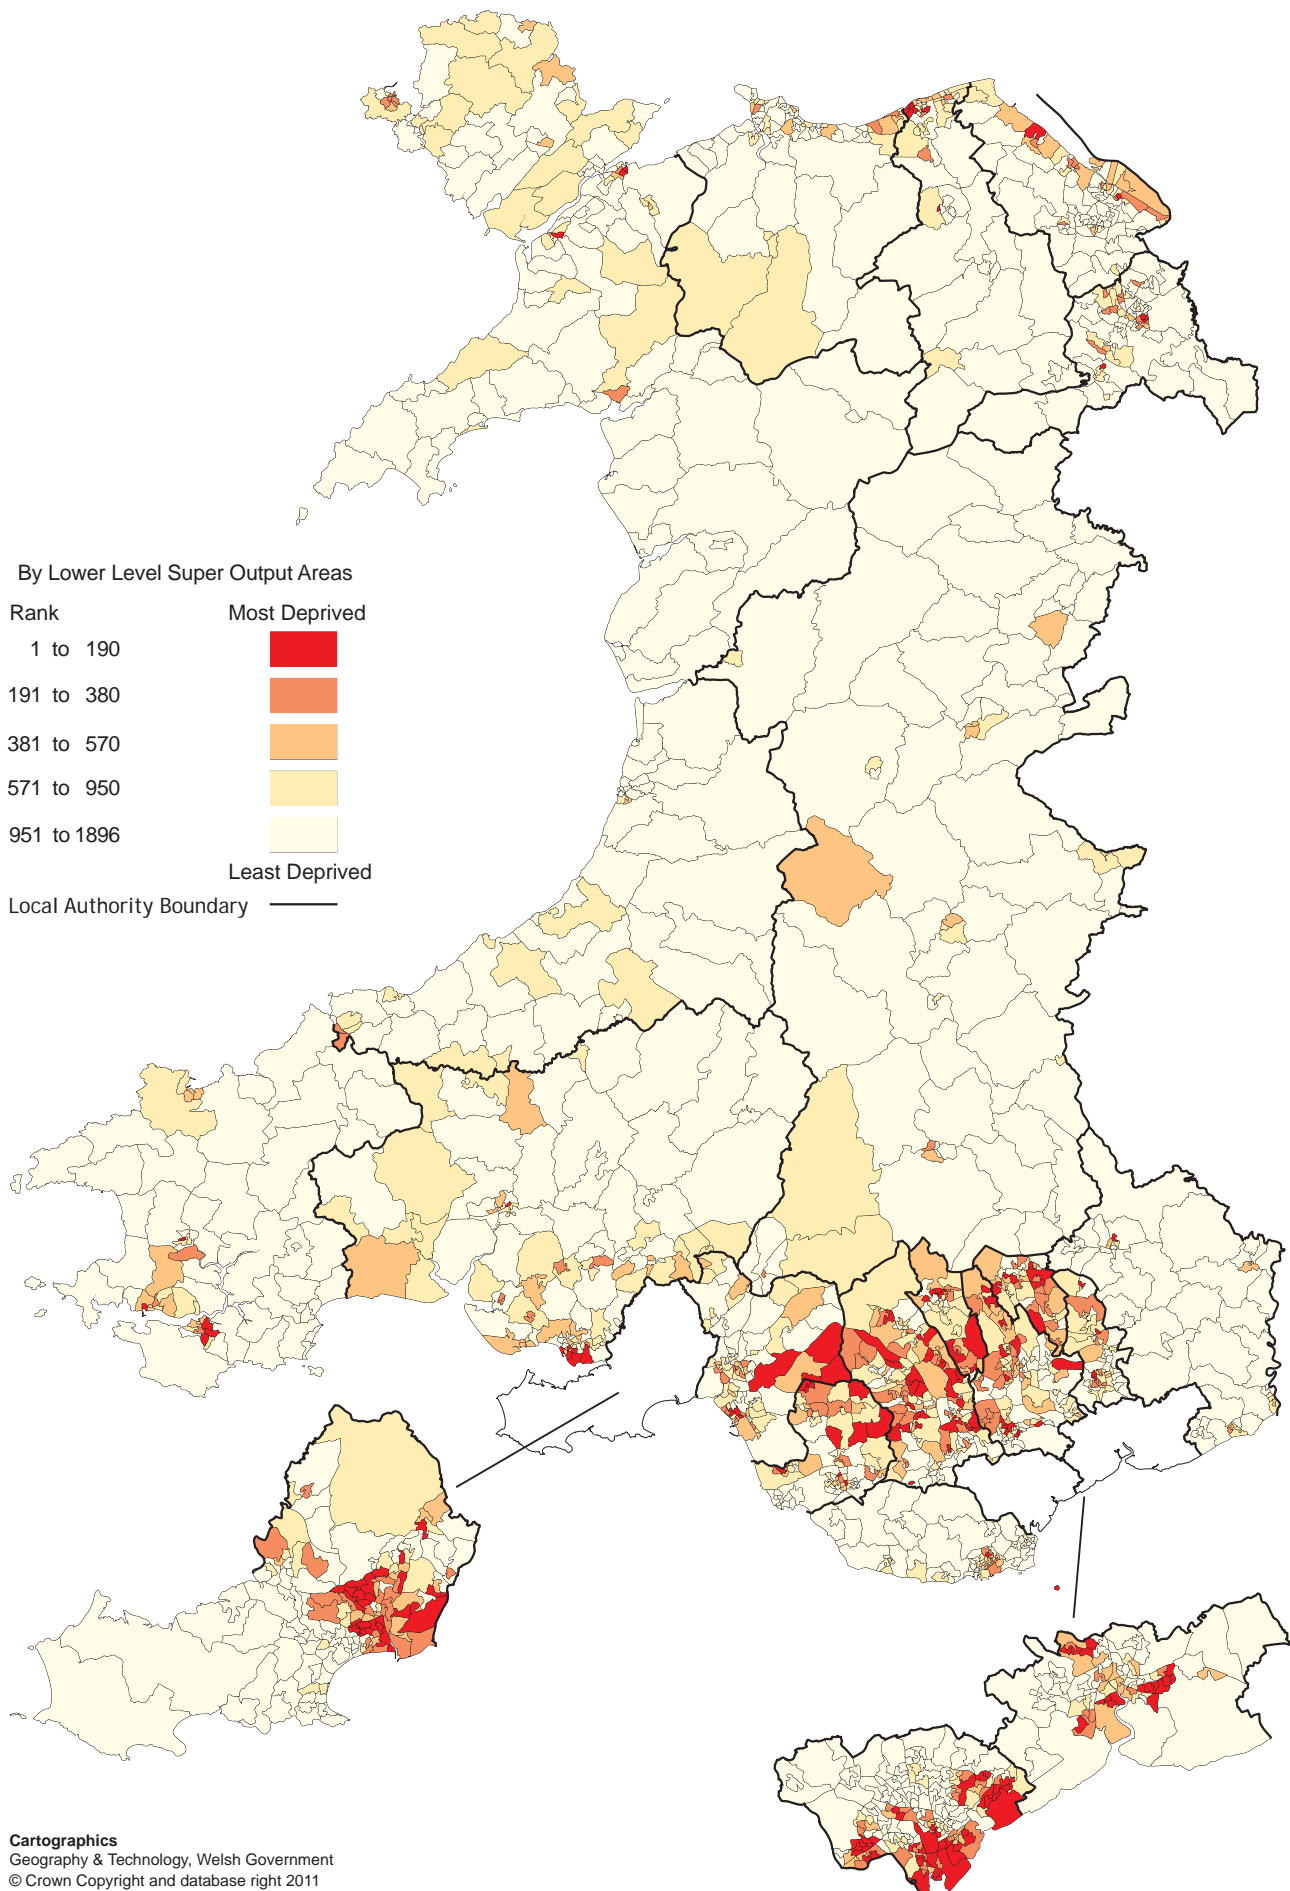 By Lower Level Super Output Areas
Rank Most Deprived
1 to 190
191 to 380
381 to 570
571 to 950
951 to 1896
Least Deprived
Local Authority Boundary
Cartographics
Geography & Technology, Welsh Government
© Crown Copyright and database right 2011